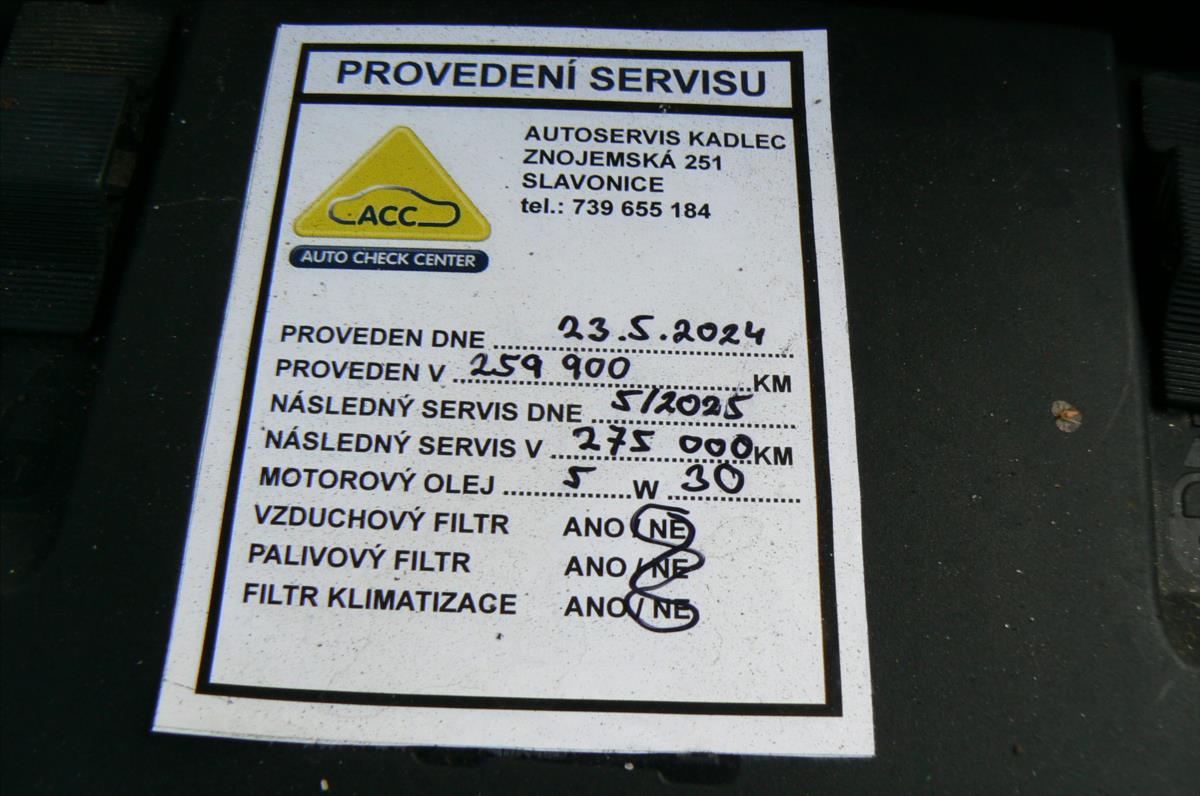 PROVEDENÍ SERVISU
ACC
AUTO CHECK CENTER
AUTOSERVIS KADLEC
ZNOJEMSKÁ 251
SLAVONICE
tel.: 739 655 184
PROVEDEN DNE 23.5.2024
PROVEDEN V 259 900 KM
NÁSLEDNÝ SERVIS DNE 5/2025
NÁSLEDNÝ SERVIS V 275 000 KM
MOTOROVÝ OLEJ 5 W 30
VZDUCHOVÝ FILTR ANO / NE
PALIVOVÝ FILTR ANO / NE
FILTR KLIMATIZACE ANO / NE